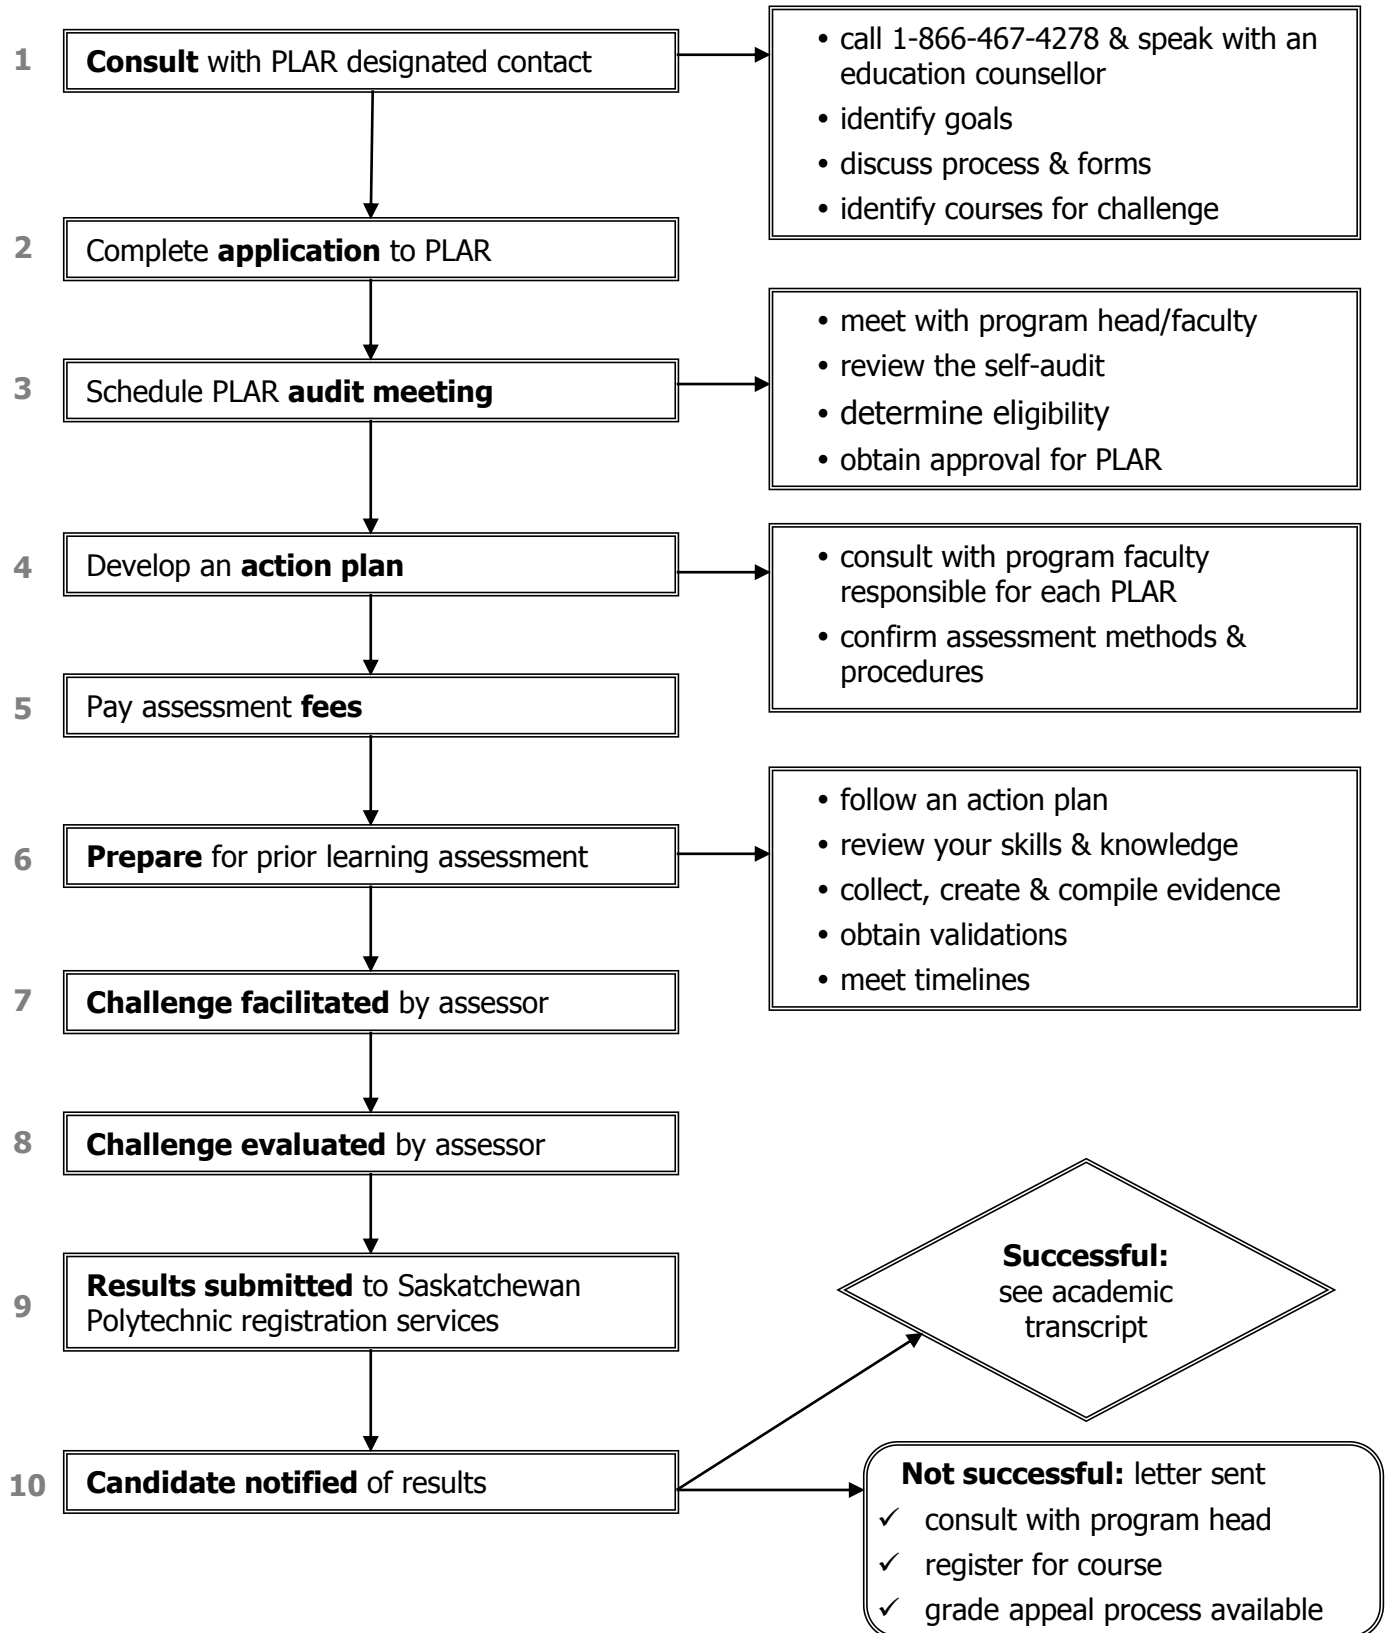 1
Consult with PLAR designated contact
• call 1-866-467-4278 & speak with an
education counsellor
• identify goals
• discuss process & forms
• identify courses for challenge
2
Complete application to PLAR
3
Schedule PLAR audit meeting
• meet with program head/faculty
• review the self-audit
• determine eligibility
• obtain approval for PLAR
4
Develop an action plan
• consult with program faculty
responsible for each PLAR
• confirm assessment methods &
procedures
5
Pay assessment fees
6
Prepare for prior learning assessment
• follow an action plan
• review your skills & knowledge
• collect, create & compile evidence
• obtain validations
• meet timelines
7
Challenge facilitated by assessor
8
Challenge evaluated by assessor
9
Results submitted to Saskatchewan
Polytechnic registration services
10
Candidate notified of results
Successful:
see academic
transcript
Not successful: letter sent
✓ consult with program head
✓ register for course
✓ grade appeal process available